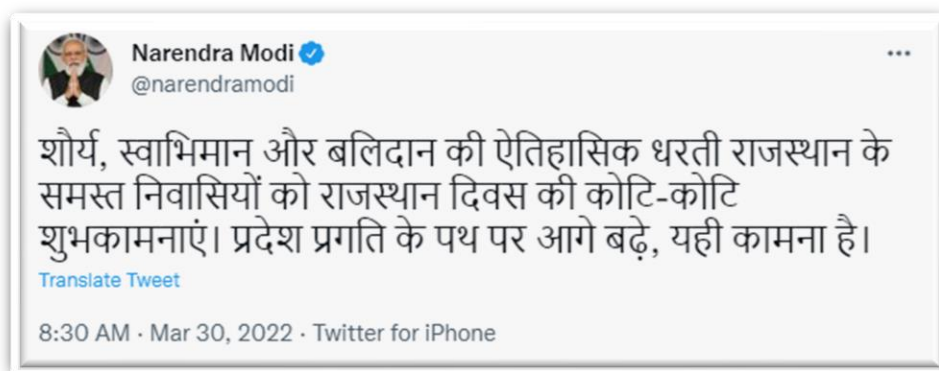 Narendra Modi
@narendramodi
शौर्य, स्वाभिमान और बलिदान की ऐतिहासिक धरती राजस्थान के
समस्त निवासियों को राजस्थान दिवस की कोटि-कोटि
शुभकामनाएं। प्रदेश प्रगति के पथ पर आगे बढ़े, यही कामना है।
Translate Tweet
8:30 AM · Mar 30, 2022 · Twitter for iPhone